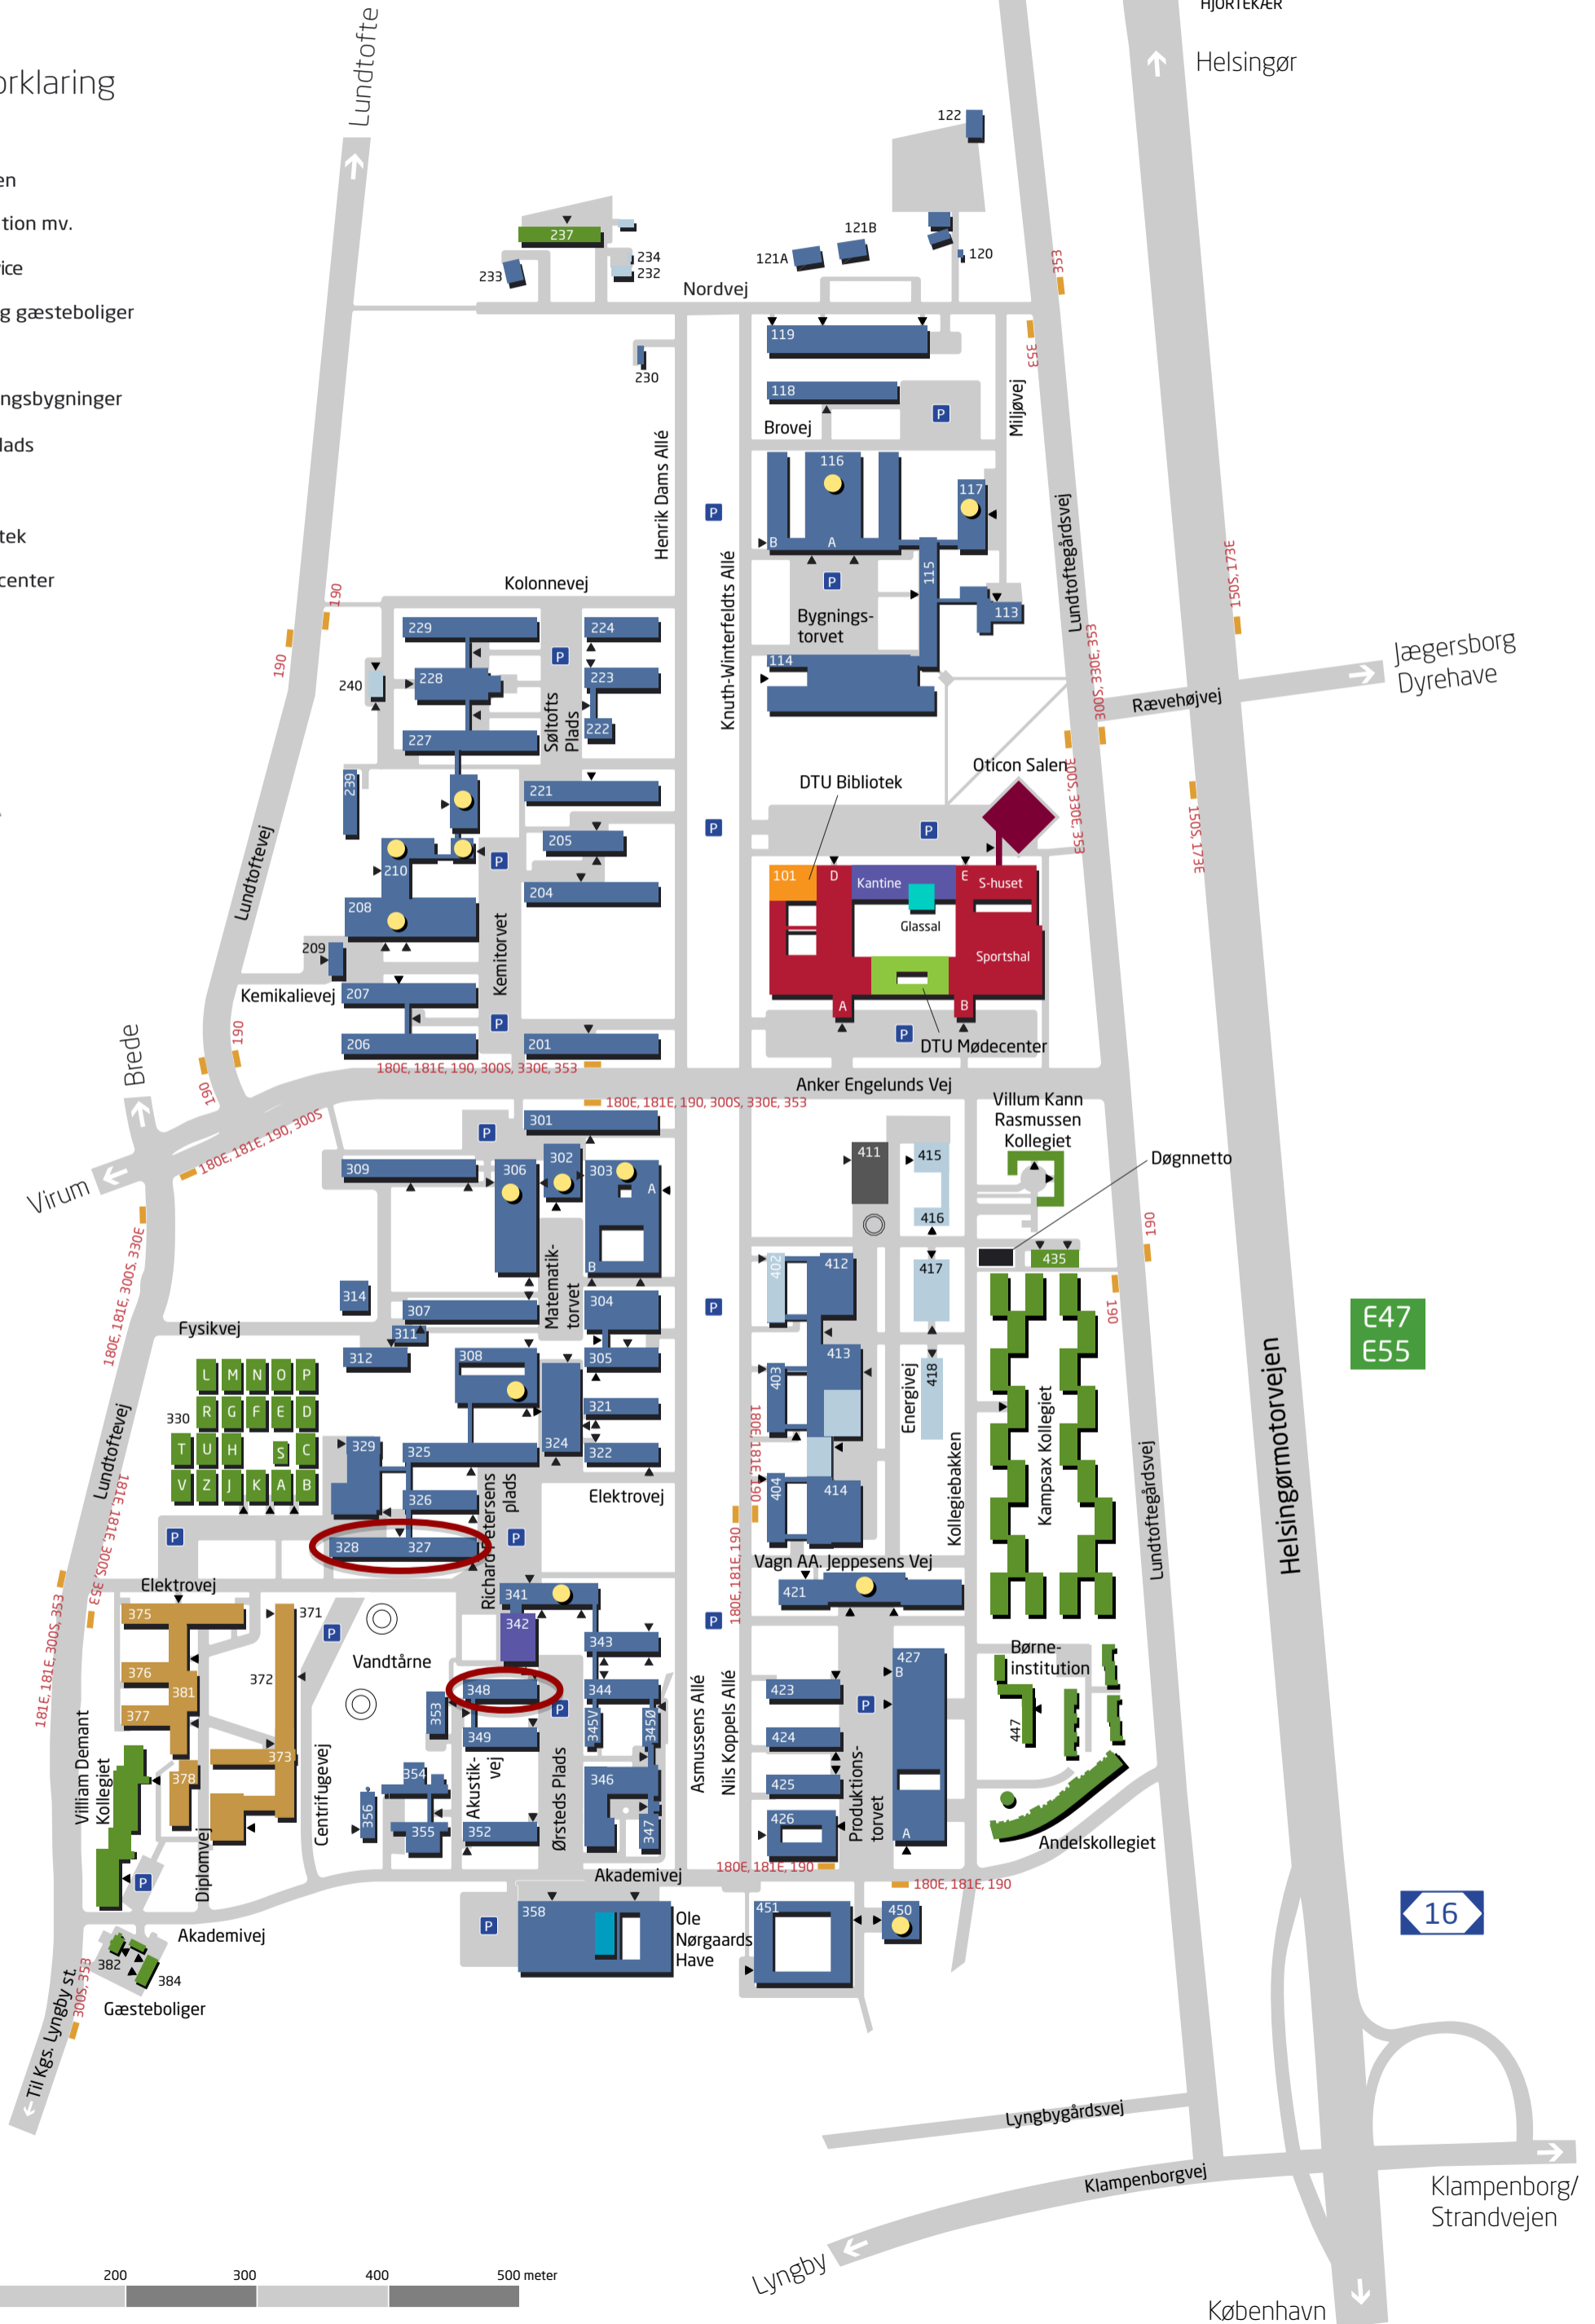 HJORTEKÆR
Helsingør
Lundtofte
orklaring
en
tion mv.
ice
g gæsteboliger
ngsbygninger
lads
tek
center
122
237
234
232
233
121A
121B
120
353
353
Nordvej
119
230
118
P
Brovej
Miljøvej
Henrik Dams Allé
116
117
B
A
P
P
115
Bygnings-
torvet
113
114
Knuth-Winterfeldts Allé
Lundtoftegårdsvej
150S, 173E
Kolonnevej
190
190
229
224
P
228
223
240
222
227
Søltofts
Plads
300S, 330E, 353
300S, 330E, 353
Rævehøjvej
Jægersborg
Dyrehave
150S, 173E
239
221
205
P
204
210
208
209
Kemitorvet
Kemikalievej
207
P
206
201
Lundtoftevej
P
Oticon Salen
DTU Bibliotek
P
101
D
Kantine
E
S-huset
Glassal
Sportshal
A
B
P
DTU Mødecenter
190
190
Brede
Virum
180E, 181E, 190, 300S, 330E, 353
180E, 181E, 190, 300S, 330E, 353
180E, 181E, 190, 300S
Anker Engelunds Vej
Villum Kann
Rasmussen
Kollegiet
Døgnnetto
P
301
309
306
302
303
A
B
Matematik-
torvet
314
307
304
311
312
308
305
321
324
322
Fysikvej
180E, 181E, 300S, 330E
Lundtoftevej
L M N O P
330
R G F E D
T U H S C
V Z J K A B
329
325
326
328
327
Richard Petersens
plads
Elektrovej
P
P
181E, 181E, 300S, 353
181E, 181E, 300S, 353
411
415
416
402
412
417
403
413
418
404
414
P
Energivej
Kollegiebakken
180E, 181E, 190
180E, 181E, 190
435
Kampsax Kollegiet
190
190
Lundtoftegårdsvej
Helsingørmotorvejen
E47
E55
Vagn AA. Jeppesens Vej
421
P
Elektrovej
375
371
376
372
381
377
373
378
P
Vandtårne
341
342
343
348
344
353
349
345V
345Ø
P
354
356
355
352
346
347
Akustik-
vej
Ørsteds Plads
Centrifugevej
Villiam Demant
Kollegiet
Diplomvej
P
Asmussens Allé
Nils Koppels Allé
423
424
425
426
P
Produktions-
torvet
427
B
A
Børne-
institution
447
Andelskollegiet
Akademivej
180E, 181E, 190
180E, 181E, 190
P
358
Ole
Nørgaards
Have
451
450
Akademivej
382
384
Gæsteboliger
300S, 353
Til Kgs. Lyngby st.
16
Lyngbygårdsvej
Klampenborgvej
Klampenborg/
Strandvejen
Lyngby
København
200 300 400 500 meter